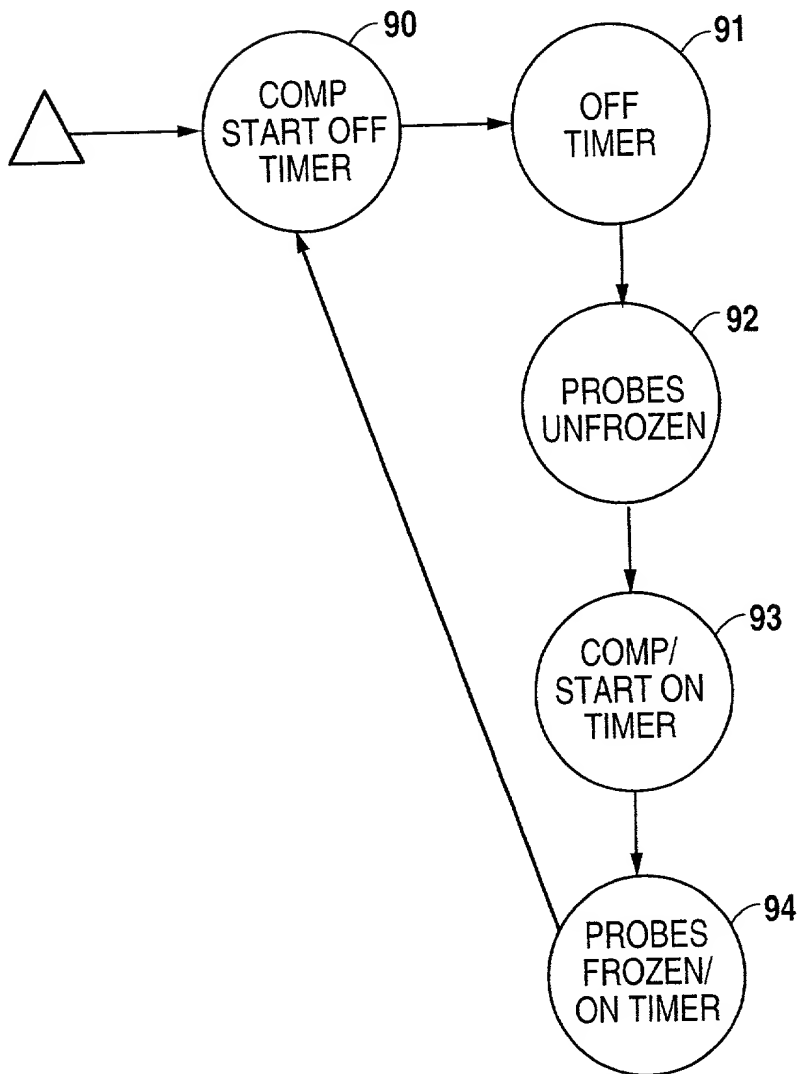 90
COMP
START OFF
TIMER
91
OFF
TIMER
92
PROBES
UNFROZEN
93
COMP/
START ON
TIMER
94
PROBES
FROZEN/
ON TIMER